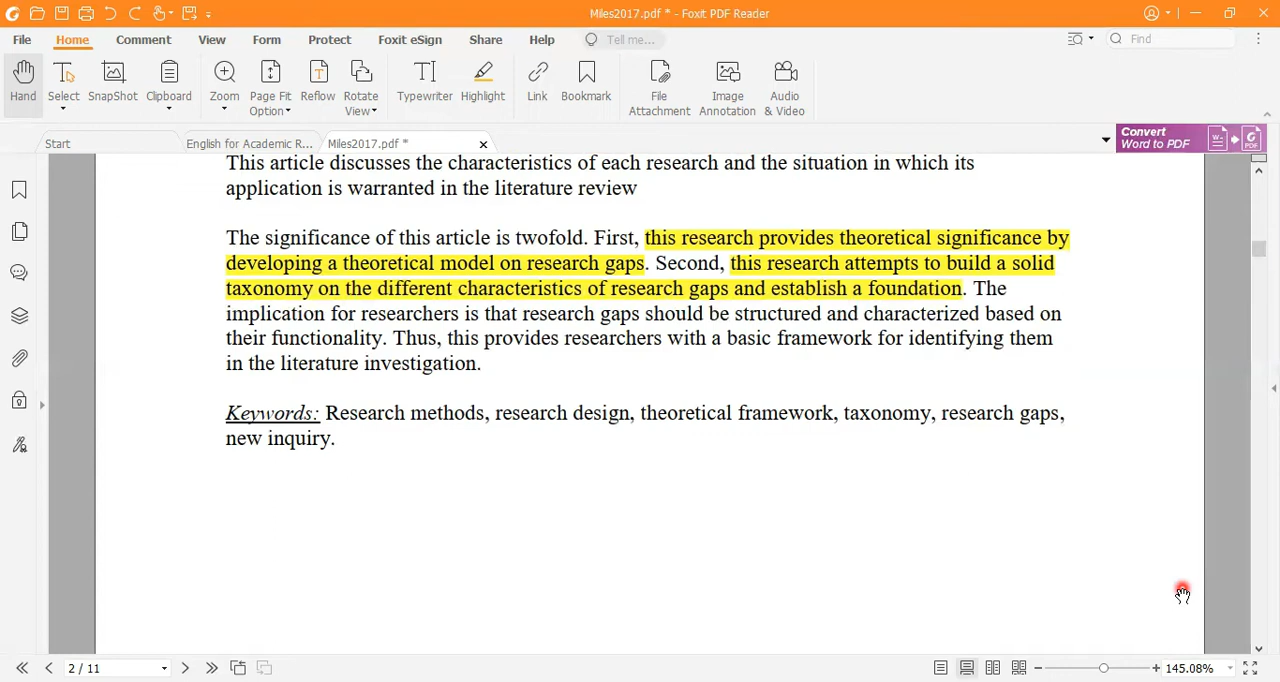 Miles2017.pdf * - Foxit PDF Reader
File Home Comment View Form Protect Foxit eSign Share Help Tell me... Find
Hand Select SnapShot Clipboard Zoom Page Fit Option Reflow Rotate View Typewriter Highlight Link Bookmark File Attachment Image Annotation Audio & Video
Start English for Academic R... Miles2017.pdf *
Convert
Word to PDF
This article discusses the characteristics of each research and the situation in which its
application is warranted in the literature review
The significance of this article is twofold. First, this research provides theoretical significance by
developing a theoretical model on research gaps. Second, this research attempts to build a solid
taxonomy on the different characteristics of research gaps and establish a foundation. The
implication for researchers is that research gaps should be structured and characterized based on
their functionality. Thus, this provides researchers with a basic framework for identifying them
in the literature investigation.
Keywords: Research methods, research design, theoretical framework, taxonomy, research gaps,
new inquiry.
2 / 11
145.08%